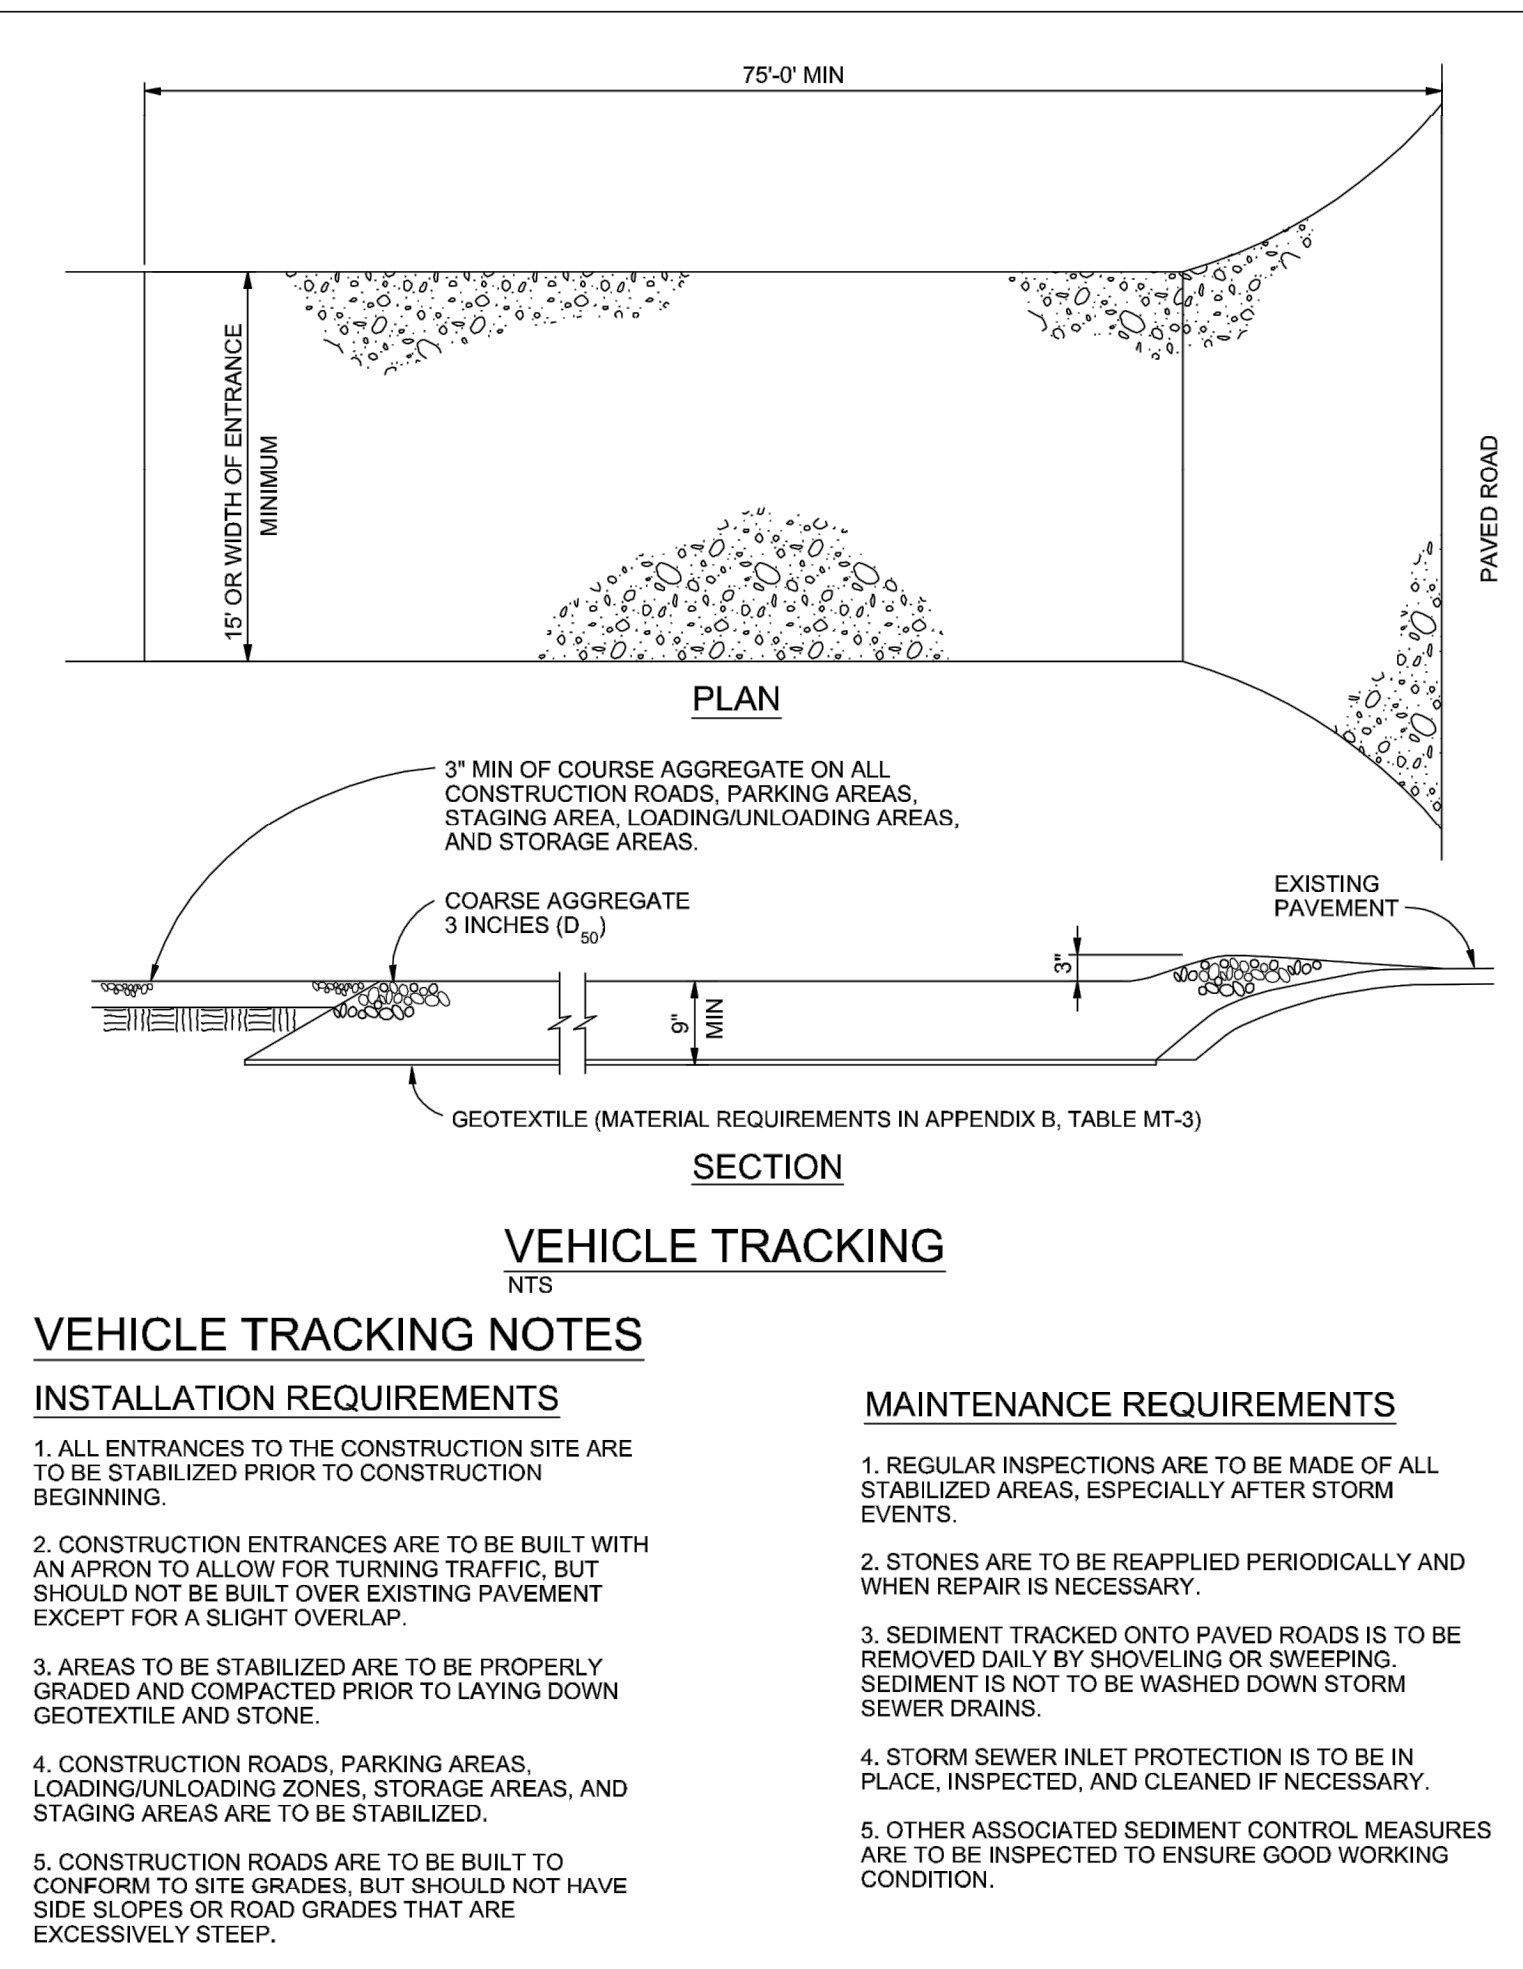 75'-0' MIN
15' OR WIDTH OF ENTRANCE
MINIMUM
PAVED ROAD
PLAN
3" MIN OF COURSE AGGREGATE ON ALL
CONSTRUCTION ROADS, PARKING AREAS,
STAGING AREA, LOADING/UNLOADING AREAS,
AND STORAGE AREAS.
COARSE AGGREGATE
3 INCHES (D50)
EXISTING
PAVEMENT
3"
9"
MIN
GEOTEXTILE (MATERIAL REQUIREMENTS IN APPENDIX B, TABLE MT-3)
SECTION
VEHICLE TRACKING
NTS
VEHICLE TRACKING NOTES
INSTALLATION REQUIREMENTS
1. ALL ENTRANCES TO THE CONSTRUCTION SITE ARE
TO BE STABILIZED PRIOR TO CONSTRUCTION
BEGINNING.
2. CONSTRUCTION ENTRANCES ARE TO BE BUILT WITH
AN APRON TO ALLOW FOR TURNING TRAFFIC, BUT
SHOULD NOT BE BUILT OVER EXISTING PAVEMENT
EXCEPT FOR A SLIGHT OVERLAP.
3. AREAS TO BE STABILIZED ARE TO BE PROPERLY
GRADED AND COMPACTED PRIOR TO LAYING DOWN
GEOTEXTILE AND STONE.
4. CONSTRUCTION ROADS, PARKING AREAS,
LOADING/UNLOADING ZONES, STORAGE AREAS, AND
STAGING AREAS ARE TO BE STABILIZED.
5. CONSTRUCTION ROADS ARE TO BE BUILT TO
CONFORM TO SITE GRADES, BUT SHOULD NOT HAVE
SIDE SLOPES OR ROAD GRADES THAT ARE
EXCESSIVELY STEEP.
MAINTENANCE REQUIREMENTS
1. REGULAR INSPECTIONS ARE TO BE MADE OF ALL
STABILIZED AREAS, ESPECIALLY AFTER STORM
EVENTS.
2. STONES ARE TO BE REAPPLIED PERIODICALLY AND
WHEN REPAIR IS NECESSARY.
3. SEDIMENT TRACKED ONTO PAVED ROADS IS TO BE
REMOVED DAILY BY SHOVELING OR SWEEPING.
SEDIMENT IS NOT TO BE WASHED DOWN STORM
SEWER DRAINS.
4. STORM SEWER INLET PROTECTION IS TO BE IN
PLACE, INSPECTED, AND CLEANED IF NECESSARY.
5. OTHER ASSOCIATED SEDIMENT CONTROL MEASURES
ARE TO BE INSPECTED TO ENSURE GOOD WORKING
CONDITION.